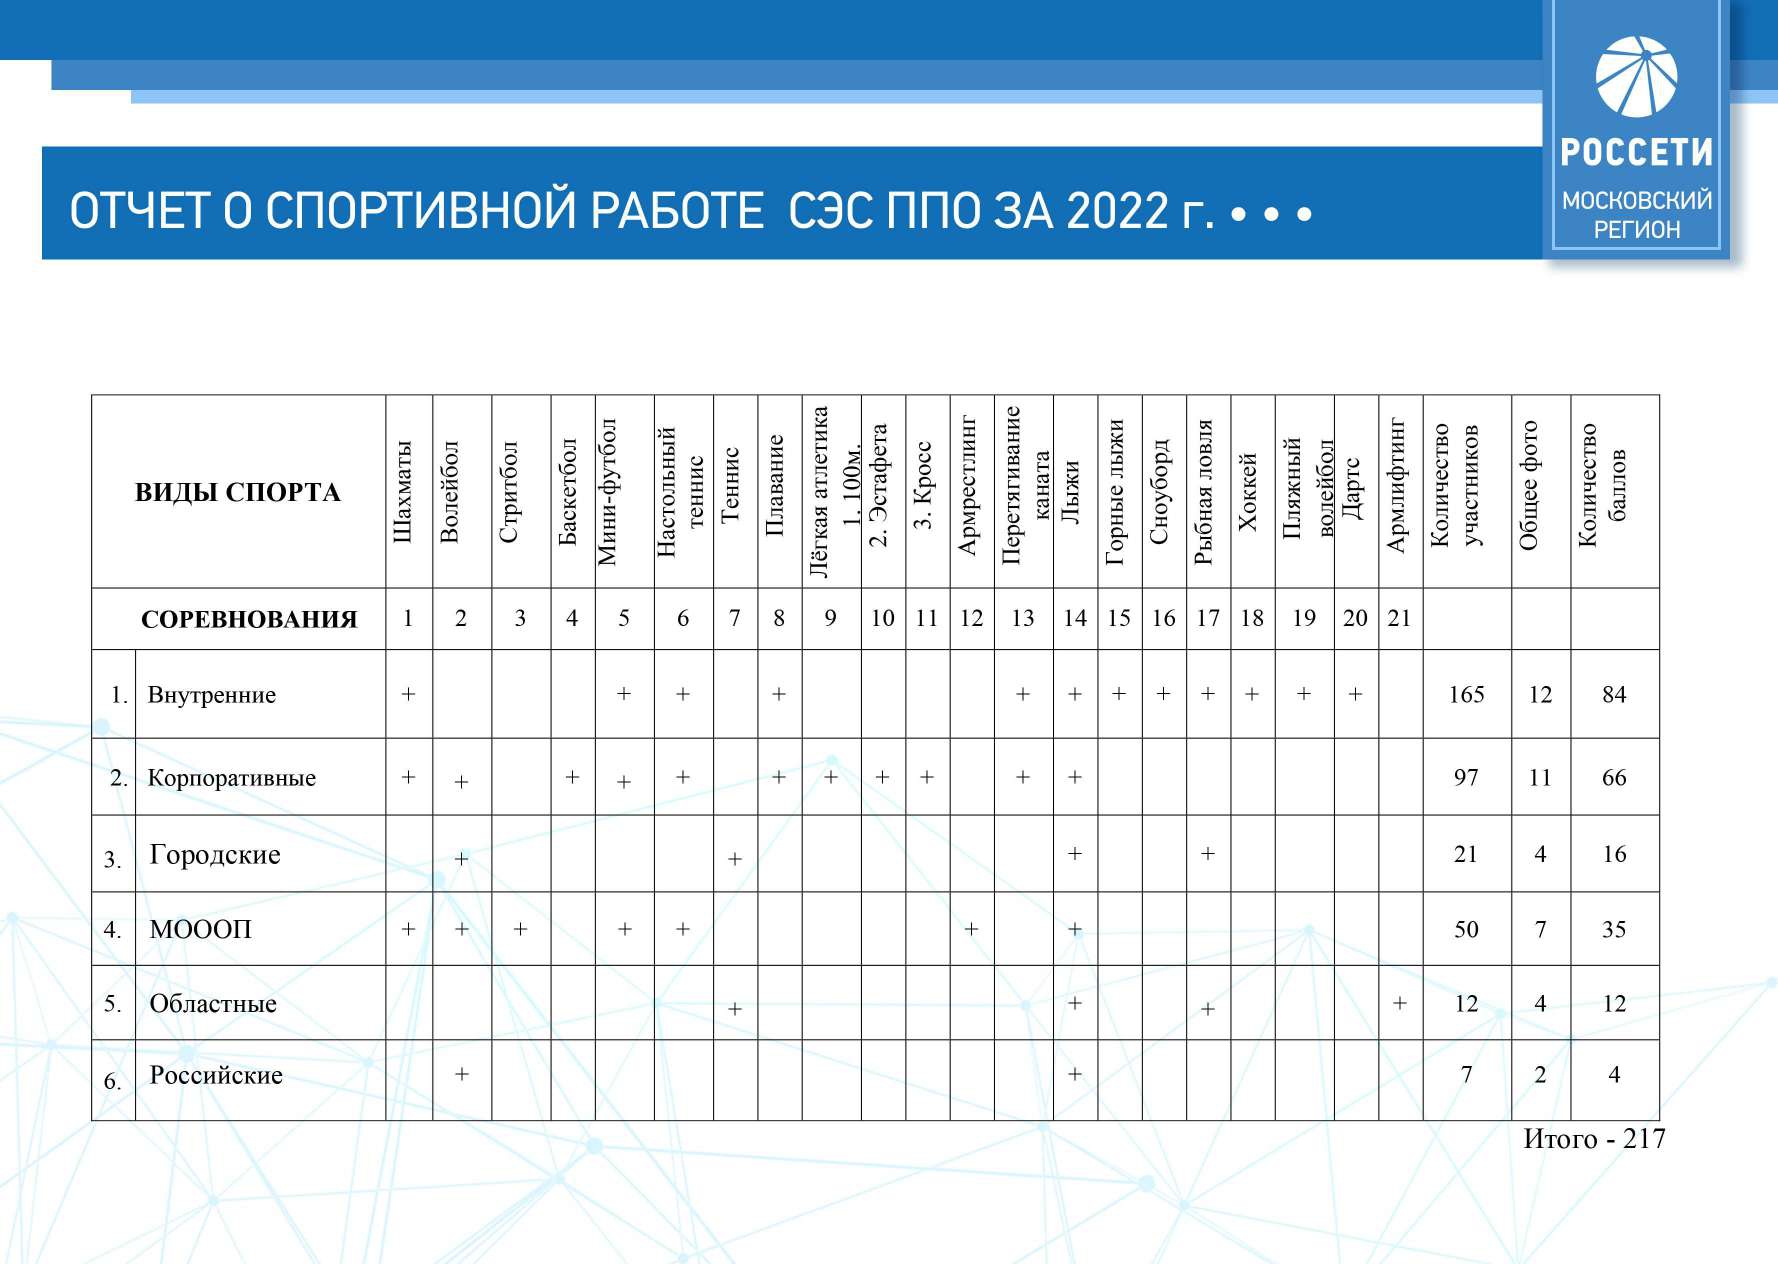 РОССЕТИ
МОСКОВСКИЙ
РЕГИОН
ОТЧЕТ О СПОРТИВНОЙ РАБОТЕ СЭС ППО ЗА 2022 г. • • •
ВИДЫ СПОРТА
Шахматы
Волейбол
Стритбол
Баскетбол
Мини-футбол
Настольный
теннис
Теннис
Плавание
Лёгкая атлетика
1. 100м.
2. Эстафета
3. Кросс
Армрестлинг
Перетягивание
каната
Лыжи
Горные лыжи
Сноуборд
Рыбная ловля
Хоккей
Пляжный
волейбол
Дартс
Армлифтинг
Количество
участников
Общее фото
Количество
баллов
СОРЕВНОВАНИЯ 1 2 3 4 5 6 7 8 9 10 11 12 13 14 15 16 17 18 19 20 21
1. Внутренние + + + + + + + + + + + + 165 12 84
2. Корпоративные + + + + + + + + + + + 97 11 66
3. Городские + + + + 21 4 16
4. МОООП + + + + + + + 50 7 35
5. Областные + + + + 12 4 12
6. Российские + + 7 2 4
Итого - 217